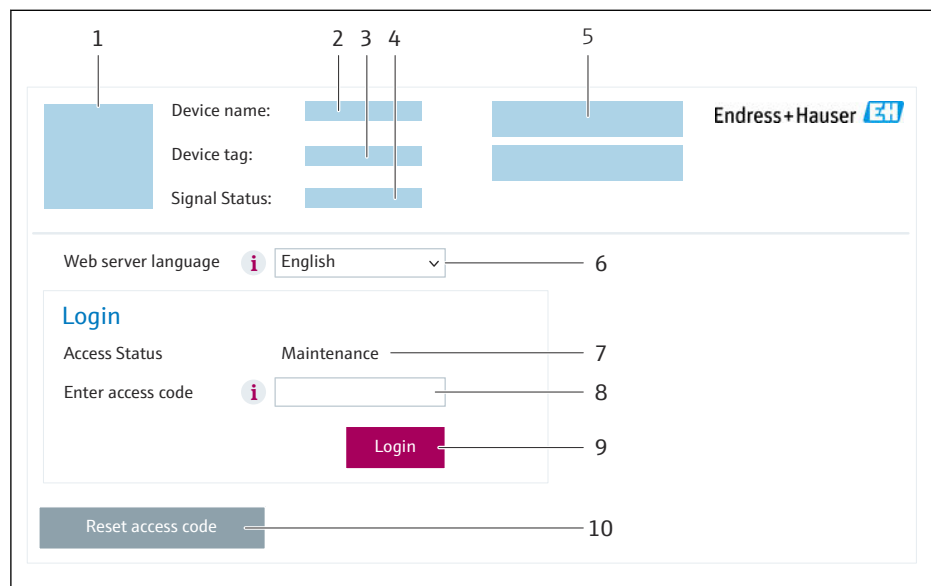 1 2 3 4 5
Device name:
Endress+Hauser EH
Device tag:
Signal Status:
Web server language i English 6
Login
Access Status Maintenance 7
Enter access code i 8
Login 9
Reset access code 10